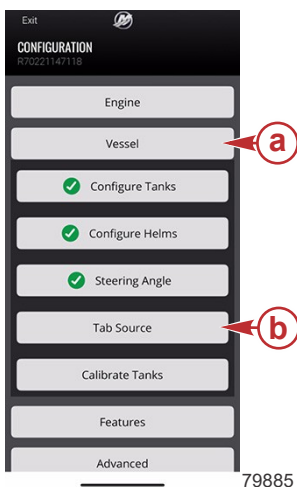 Exit
CONFIGURATION
R70221147118
Engine
Vessel
a
Configure Tanks
Configure Helms
Steering Angle
Tab Source
b
Calibrate Tanks
Features
Advanced
79885